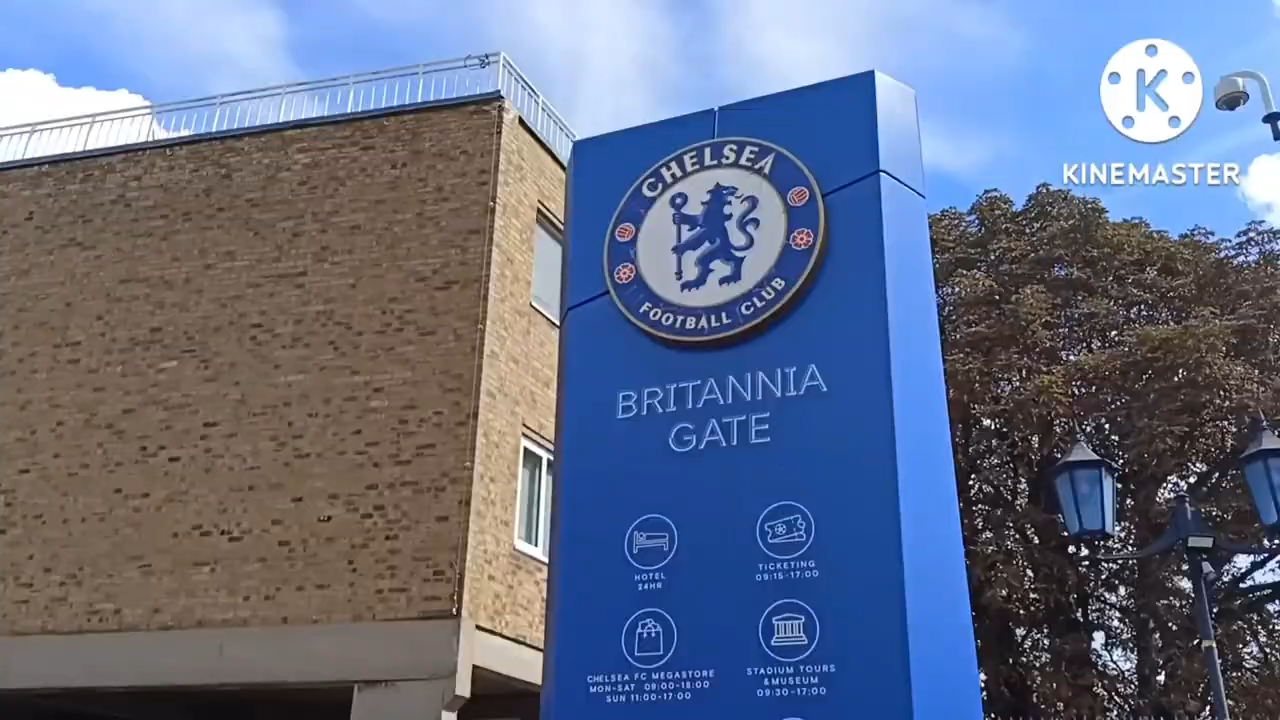 K
KINEMASTER
CHELSEA
FOOTBALL CLUB
BRITANNIA
GATE
HOTEL
24HR
TICKETING
09:15-17:00
CHELSEA FC MEGASTORE
MON-SAT 09:00-18:00
SUN 11:00-17:00
STADIUM TOURS
&MUSEUM
09:30-17:00